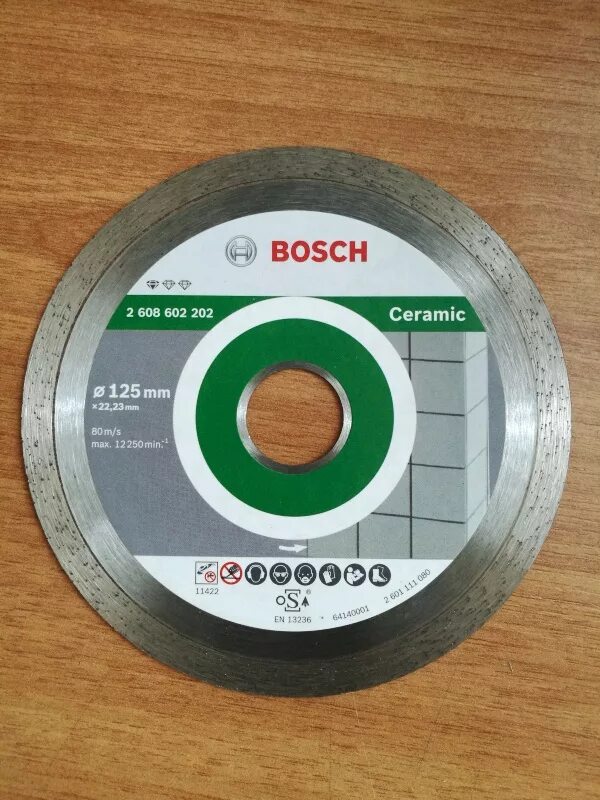 BOSCH
2 608 602 202
Ceramic
ø 125 mm
× 22,23 mm
80 m/s
max. 12 250 min.-1
11422
oSA®
EN 13236 * 64140001 2 601 111 080